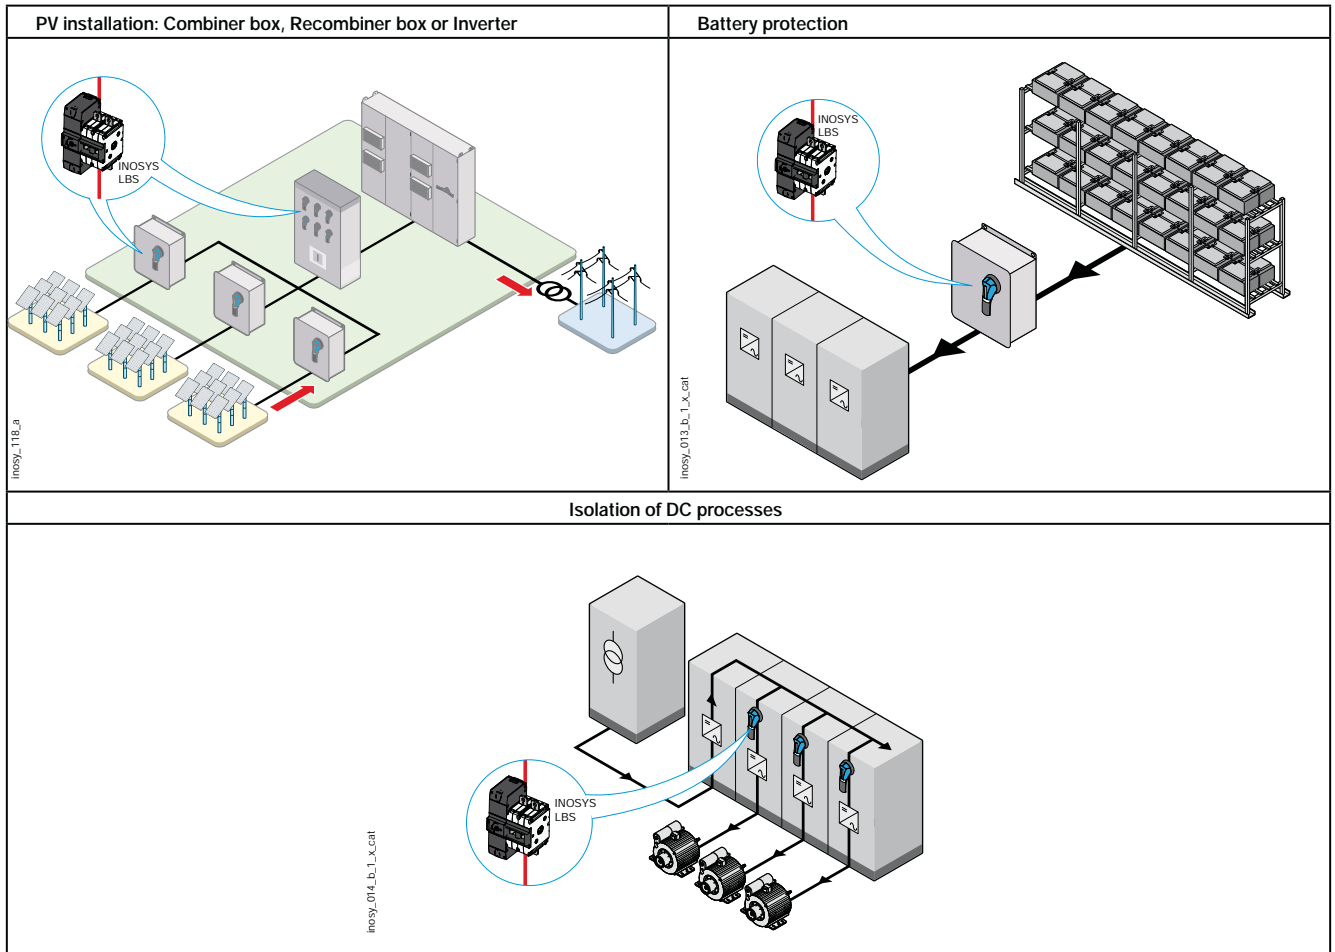 PV installation: Combiner box, Recombiner box or Inverter
INOSYS
LBS
inosy_118_a
Battery protection
INOSYS
LBS
inosy_013_b_1_x_cat
Isolation of DC processes
INOSYS
LBS
inosy_014_b_1_x_cat